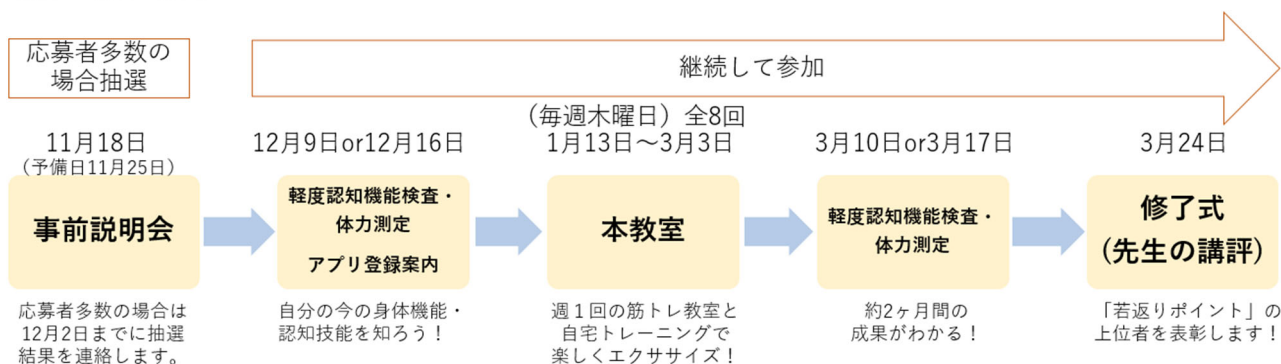 応募者多数の
場合抽選
継続して参加
11月18日
（予備日11月25日）
事前説明会
応募者多数の場合は
12月2日までに抽選
結果を連絡します。
12月9日or12月16日
軽度認知機能検査・
体力測定
アプリ登録案内
自分の今の身体機能・
認知技能を知ろう！
（毎週木曜日）全8回
1月13日～3月3日
本教室
週１回の筋トレ教室と
自宅トレーニングで
楽しくエクササイズ！
3月10日or3月17日
軽度認知機能検査・
体力測定
約2ヶ月間の
成果がわかる！
3月24日
修了式
(先生の講評)
「若返りポイント」の
上位者を表彰します！